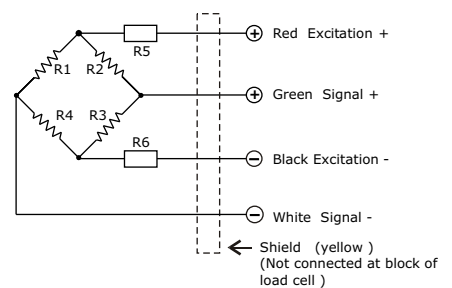 Red Excitation +
R5
R1
R2
Green Signal +
R4
R3
R6
Black Excitation -
White Signal -
Shield (yellow )
(Not connected at block of
load cell )